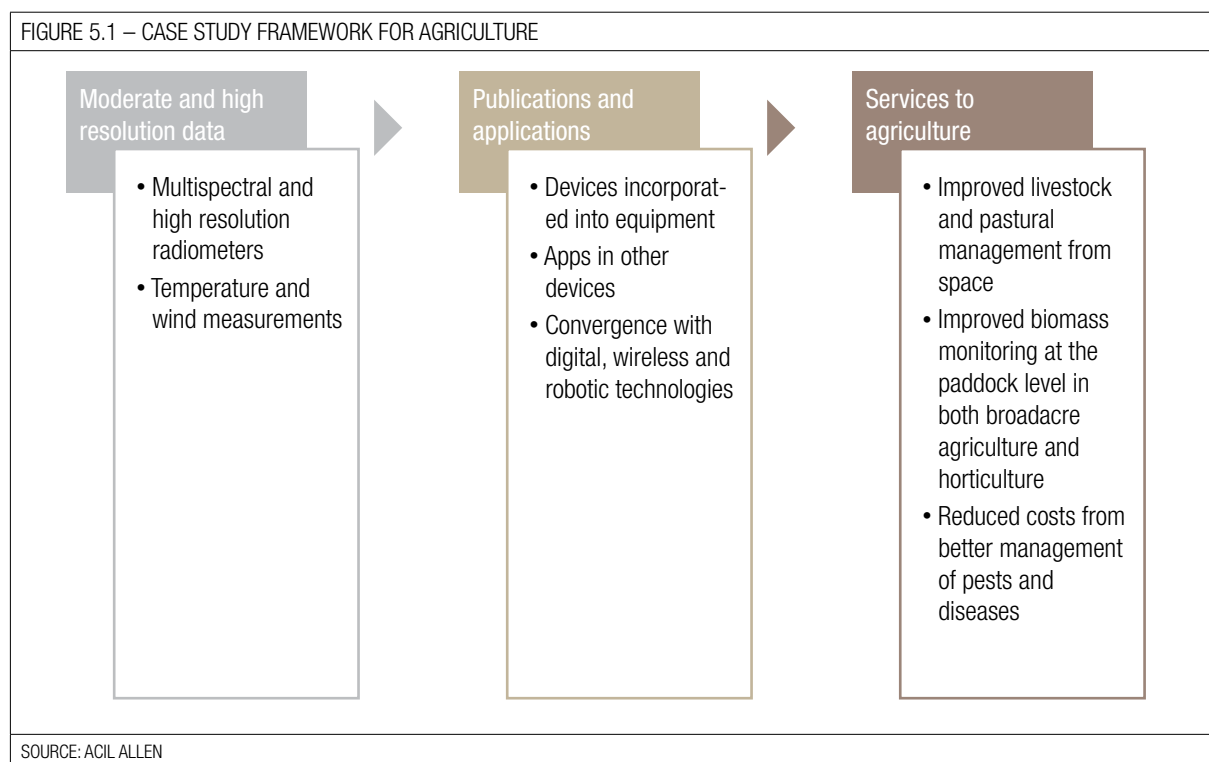 FIGURE 5.1 – CASE STUDY FRAMEWORK FOR AGRICULTURE
Moderate and high
resolution data
• Multispectral and
high resolution
radiometers
• Temperature and
wind measurements
Publications and
applications
• Devices incorporat-
ed into equipment
• Apps in other
devices
• Convergence with
digital, wireless and
robotic technologies
Services to
agriculture
• Improved livestock
and pastural
management from
space
• Improved biomass
monitoring at the
paddock level in
both broadacre
agriculture and
horticulture
• Reduced costs from
better management
of pests and
diseases
SOURCE: ACIL ALLEN